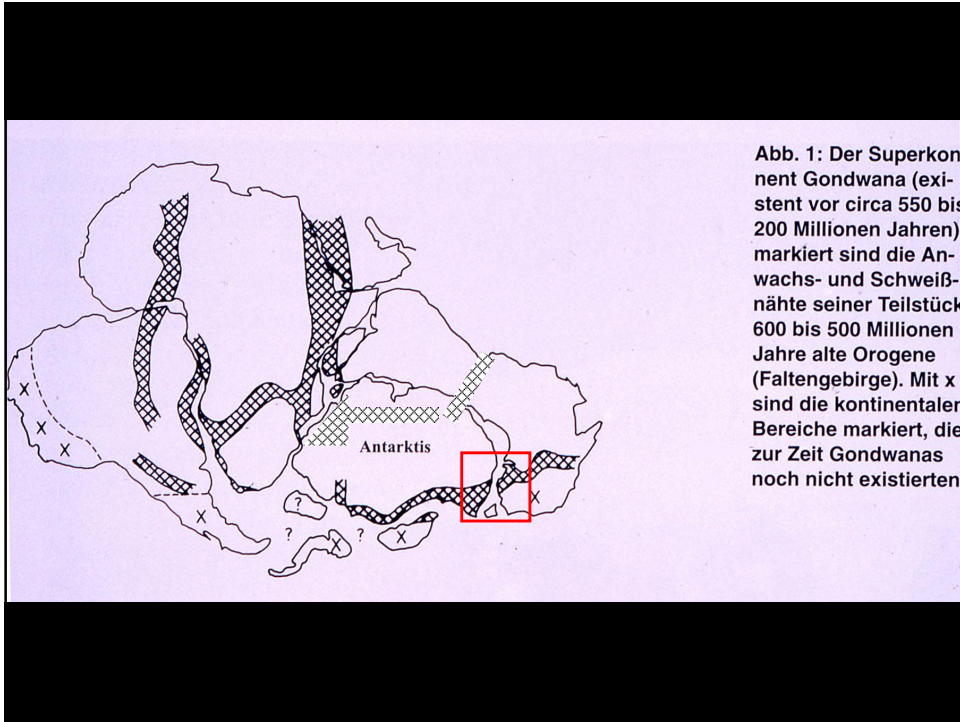 Abb. 1: Der Superkon
nent Gondwana (exi-
stent vor circa 550 bis
200 Millionen Jahren)
markiert sind die An-
wachs- und Schweiß-
nähte seiner Teilstück
600 bis 500 Millionen
Jahre alte Orogene
(Faltengebirge). Mit x
sind die kontinentalen
Bereiche markiert, die
zur Zeit Gondwanas
noch nicht existierten
Antarktis
X
X
X
X
X
X
X
?
?
?